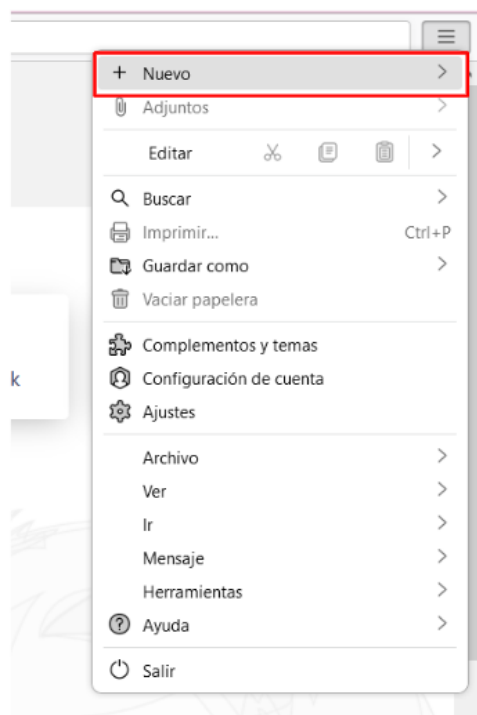 Nuevo
Adjuntos
Editar
Buscar
Imprimir... Ctrl+P
Guardar como
Vaciar papelera
Complementos y temas
k
Configuración de cuenta
Ajustes
Archivo
Ver
Ir
Mensaje
Herramientas
Ayuda
Salir